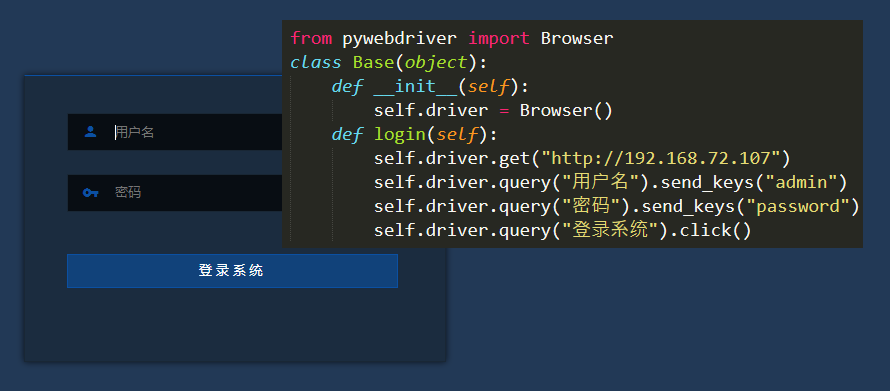 from pywebdriver import Browser
class Base(object):
    def __init__(self):
        self.driver = Browser()
    def login(self):
        self.driver.get("http://192.168.72.107")
        self.driver.query("用户名").send_keys("admin")
        self.driver.query("密码").send_keys("password")
        self.driver.query("登录系统").click()
用户名
密码
登录系统